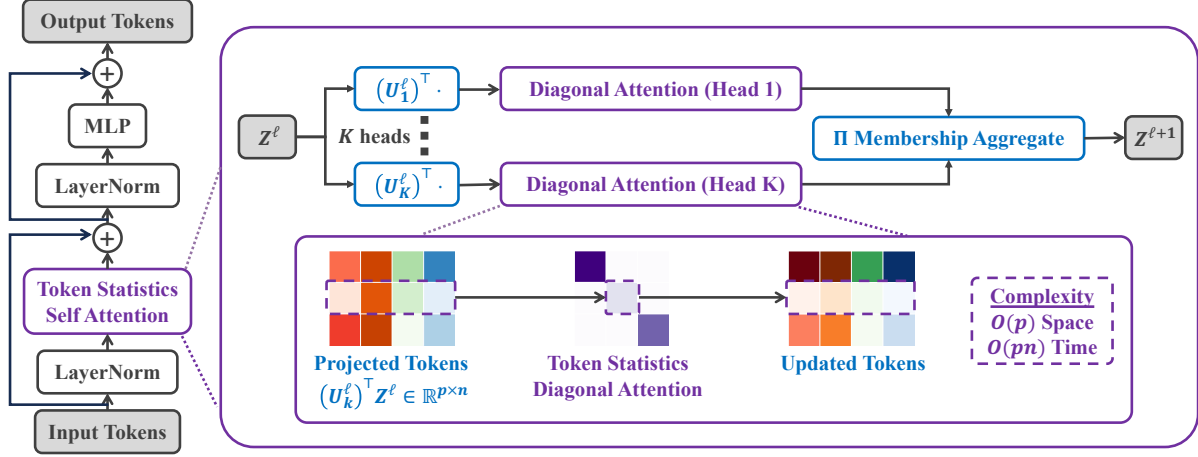 Output Tokens
+
MLP
LayerNorm
+
Token Statistics
Self Attention
LayerNorm
Input Tokens
Z^ℓ
K heads
(U_1^ℓ)^⊤ ·
(U_K^ℓ)^⊤ ·
Diagonal Attention (Head 1)
Diagonal Attention (Head K)
Π Membership Aggregate
Z^{ℓ+1}
Projected Tokens
(U_k^ℓ)^⊤ Z^ℓ ∈ ℝ^{p×n}
Token Statistics
Diagonal Attention
Updated Tokens
Complexity
O(p) Space
O(pn) Time